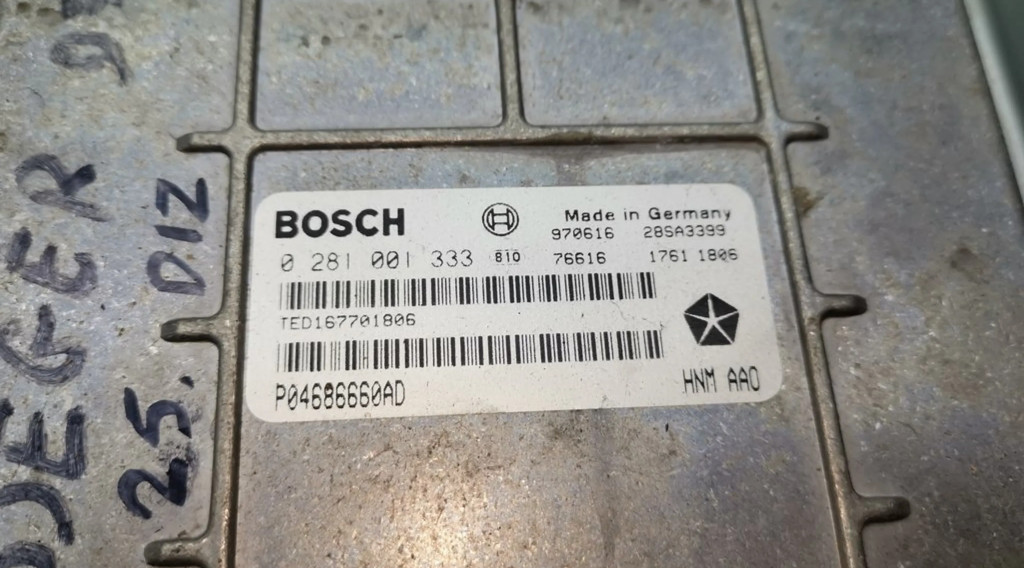 BOSCH
Made in Germany
970616 28SA3399
0 281 001 333 810 76616 1761 1806
TED167701806
P04686660AD
HNM AAO
25. DIZ